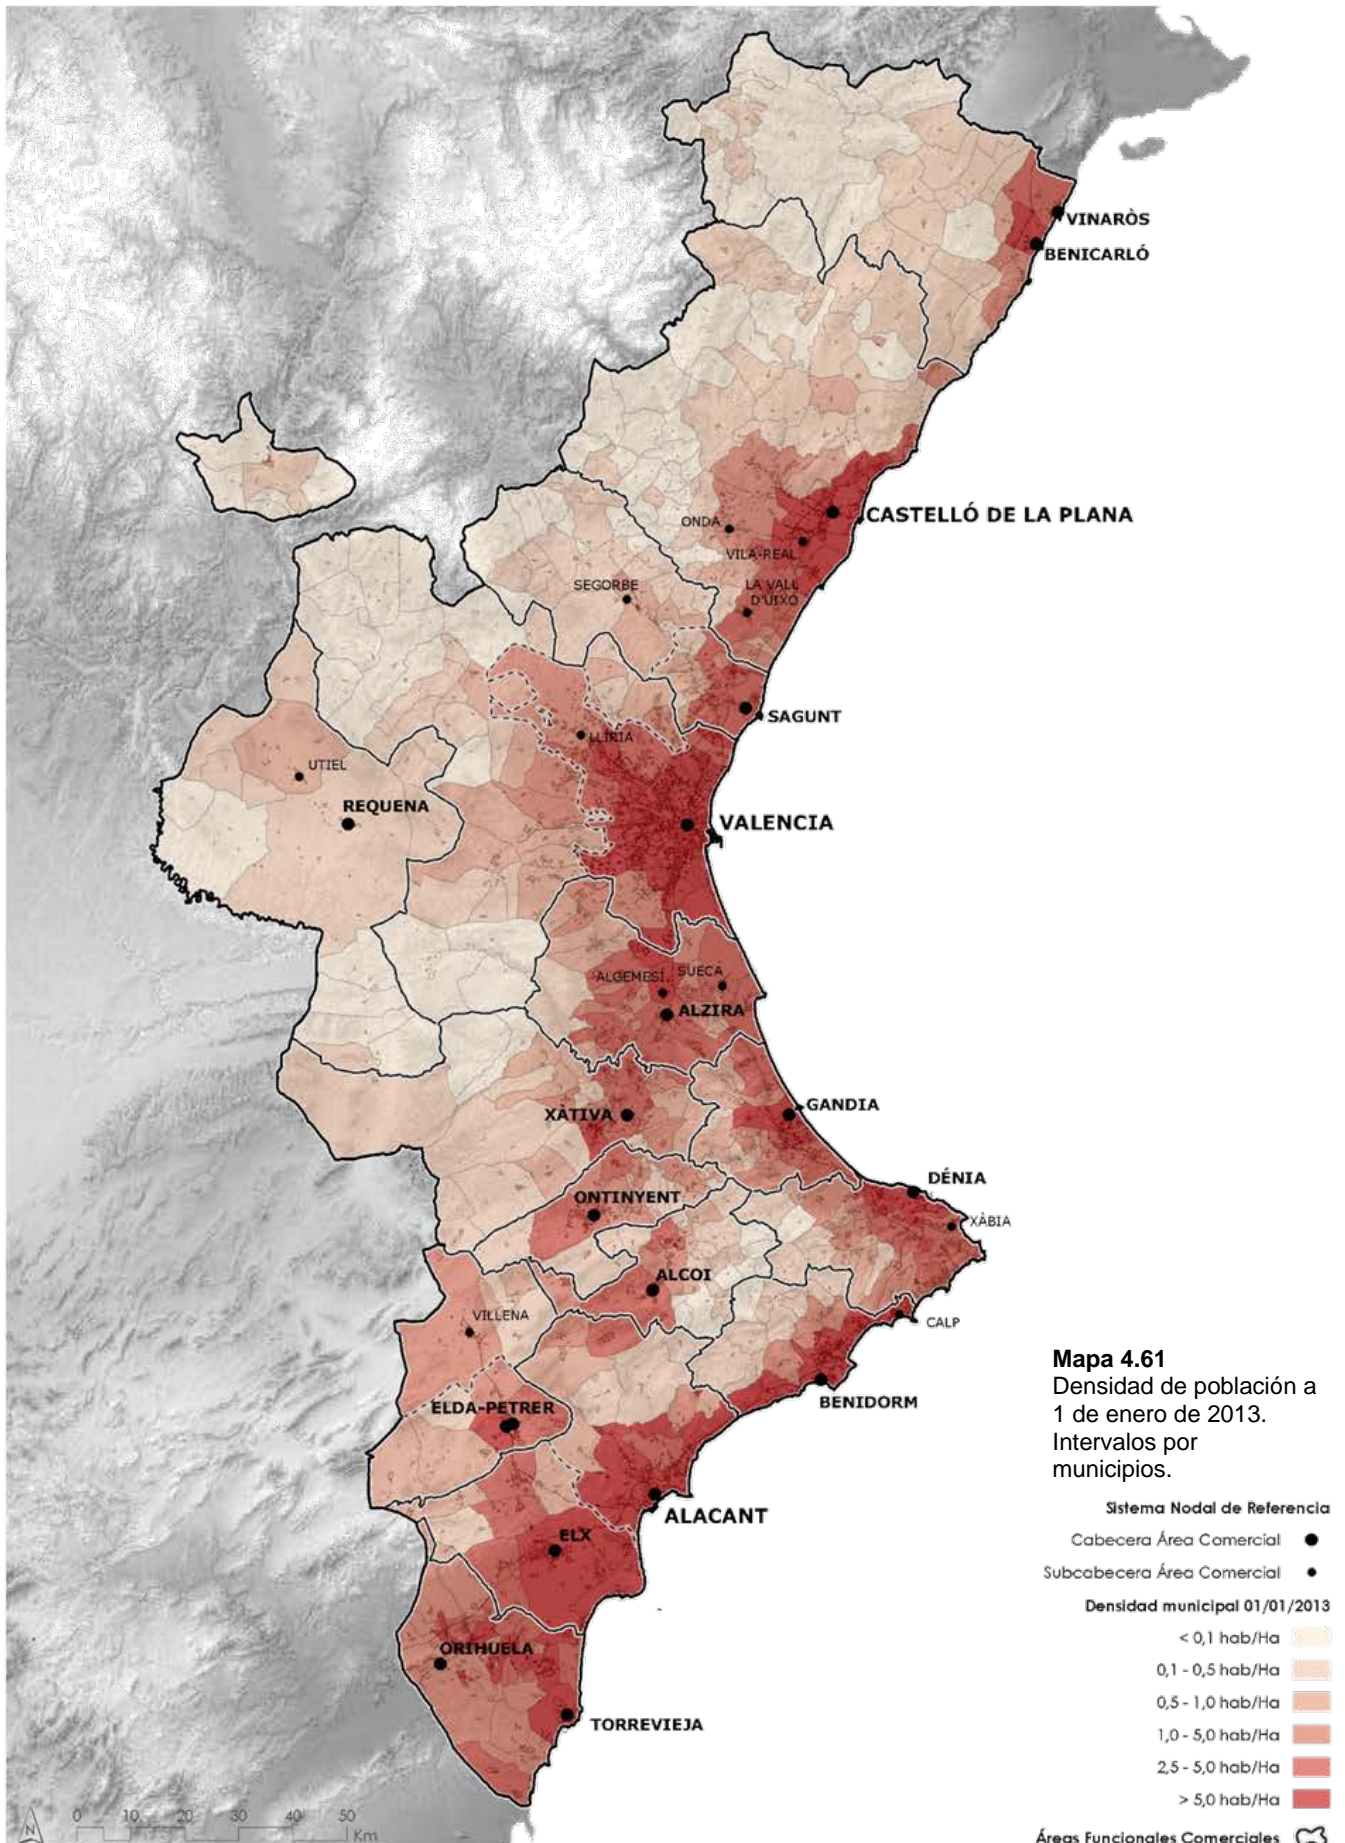 VINARÒS
BENICARLÓ
CASTELLÓ DE LA PLANA
ONDA
VILA-REAL
SEGORBE
LA VALL
D'UIXÓ
SAGUNT
LLÍRIA
UTIEL
REQUENA
VALENCIA
ALGEMESÍ
SUECA
ALZIRA
XÀTIVA
GANDIA
DÉNIA
ONTINYENT
XÀBIA
ALCOI
VILLENA
CALP
Mapa 4.61
Densidad de población a
1 de enero de 2013.
Intervalos por
municipios.
ELDA-PETRER
BENIDORM
ALACANT
ELX
ORIHUELA
TORREVIEJA
Sistema Nodal de Referencia
Cabecera Área Comercial
Subcabecera Área Comercial
Densidad municipal 01/01/2013
< 0,1 hab/Ha
0,1 - 0,5 hab/Ha
0,5 - 1,0 hab/Ha
1,0 - 5,0 hab/Ha
2,5 - 5,0 hab/Ha
> 5,0 hab/Ha
Áreas Funcionales Comerciales
N
0 10 20 30 40 50
Km